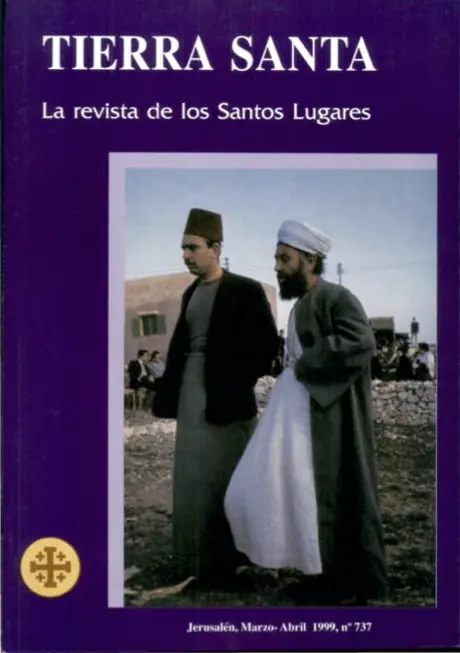 TIERRA SANTA
La revista de los Santos Lugares
Jerusalén, Marzo- Abril 1999, nº 737